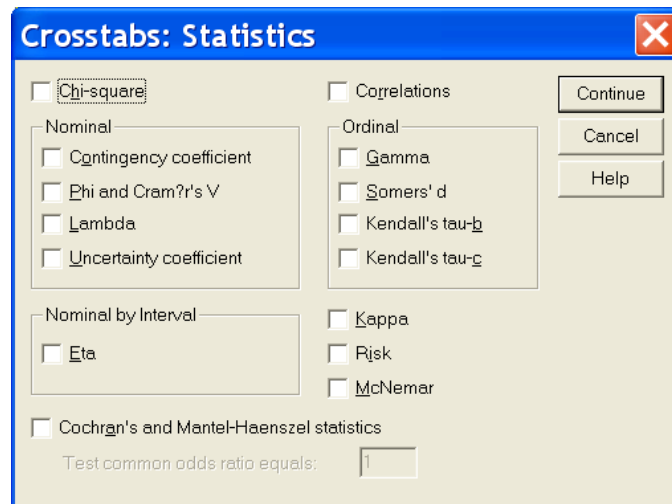 Crosstabs: Statistics
Chi-square
Correlations
Continue
Nominal
Ordinal
Cancel
Contingency coefficient
Gamma
Help
Phi and Cram?r's V
Somers' d
Lambda
Kendall's tau-b
Uncertainty coefficient
Kendall's tau-c
Nominal by Interval
Kappa
Eta
Risk
McNemar
Cochran's and Mantel-Haenszel statistics
Test common odds ratio equals: 1